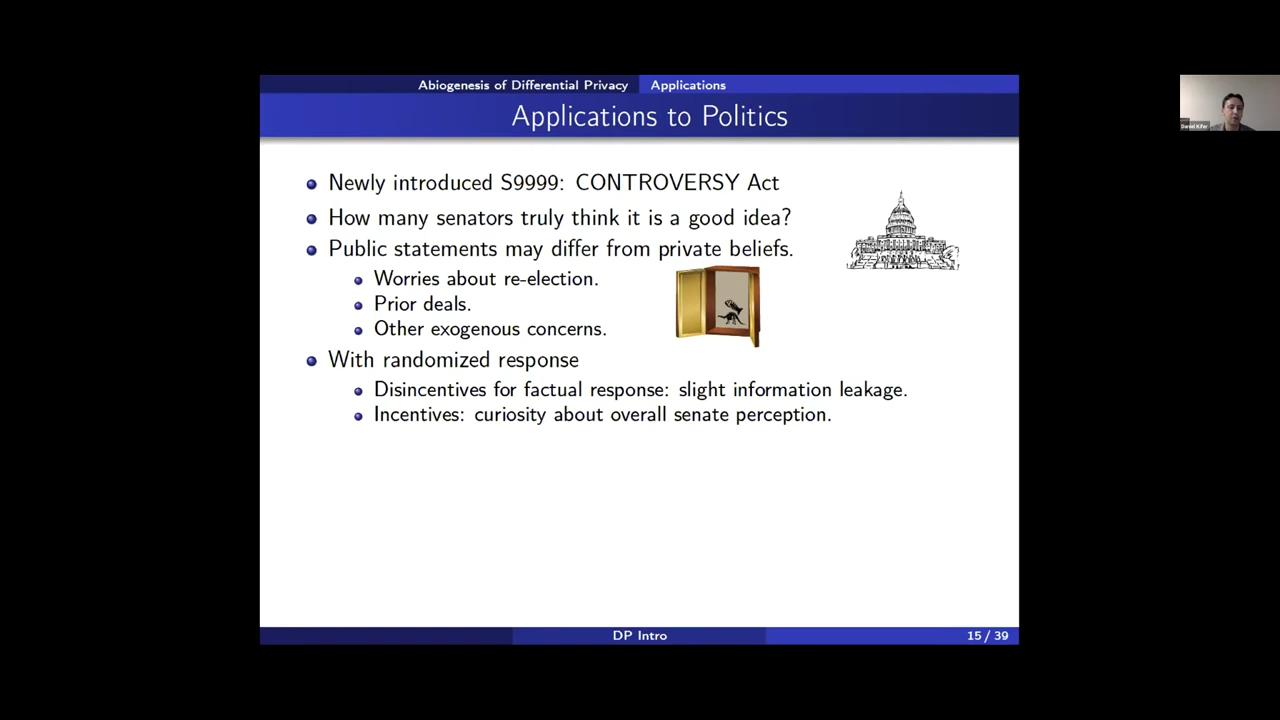 Abiogenesis of Differential Privacy Applications
Applications to Politics
Newly introduced S9999: CONTROVERSY Act
How many senators truly think it is a good idea?
Public statements may differ from private beliefs.
Worries about re-election.
Prior deals.
Other exogenous concerns.
With randomized response
Disincentives for factual response: slight information leakage.
Incentives: curiosity about overall senate perception.
DP Intro
15 / 39
Daniel Kifer